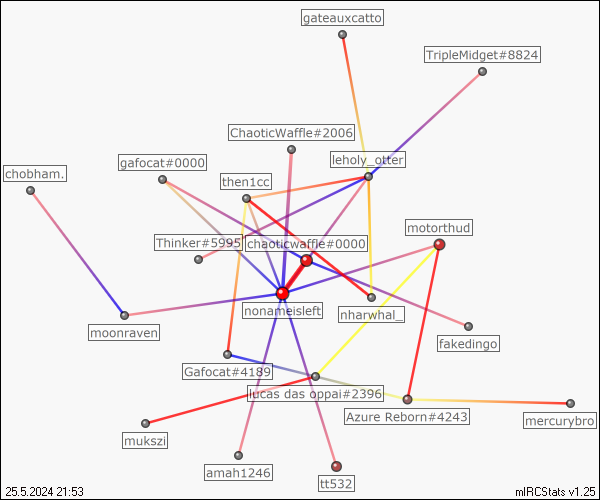 gateauxcatto
TripleMidget#8824
ChaoticWaffle#2006
gafocat#0000
leholy_otter
chobham.
then1cc
motorthud
Thinker#5995
chaoticwaffle#0000
nonameisleft
nharwhal_
moonraven
fakedingo
Gafocat#4189
lucas das oppai#2396
Azure Reborn#4243
mercurybro
mukszi
amah1246
tt532
25.5.2024 21:53
mIRCStats v1.25